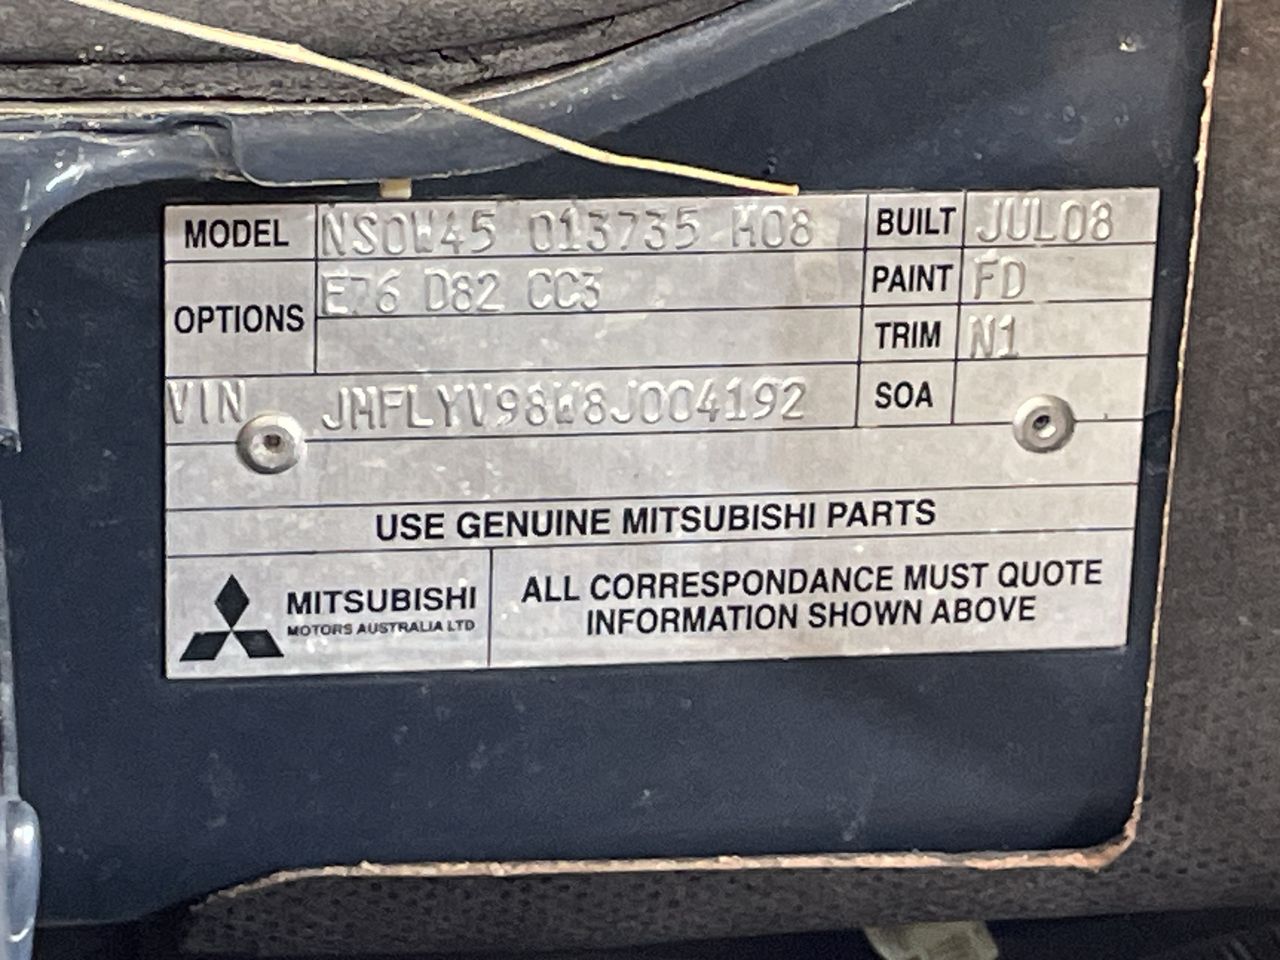 MODEL NS0W45 013735 H08 BUILT JUL08
OPTIONS E76 D82 CC3 PAINT FD
TRIM N1
VIN JMFLYV98W8J004192 SOA
USE GENUINE MITSUBISHI PARTS
MITSUBISHI
MOTORS AUSTRALIA LTD
ALL CORRESPONDANCE MUST QUOTE
INFORMATION SHOWN ABOVE